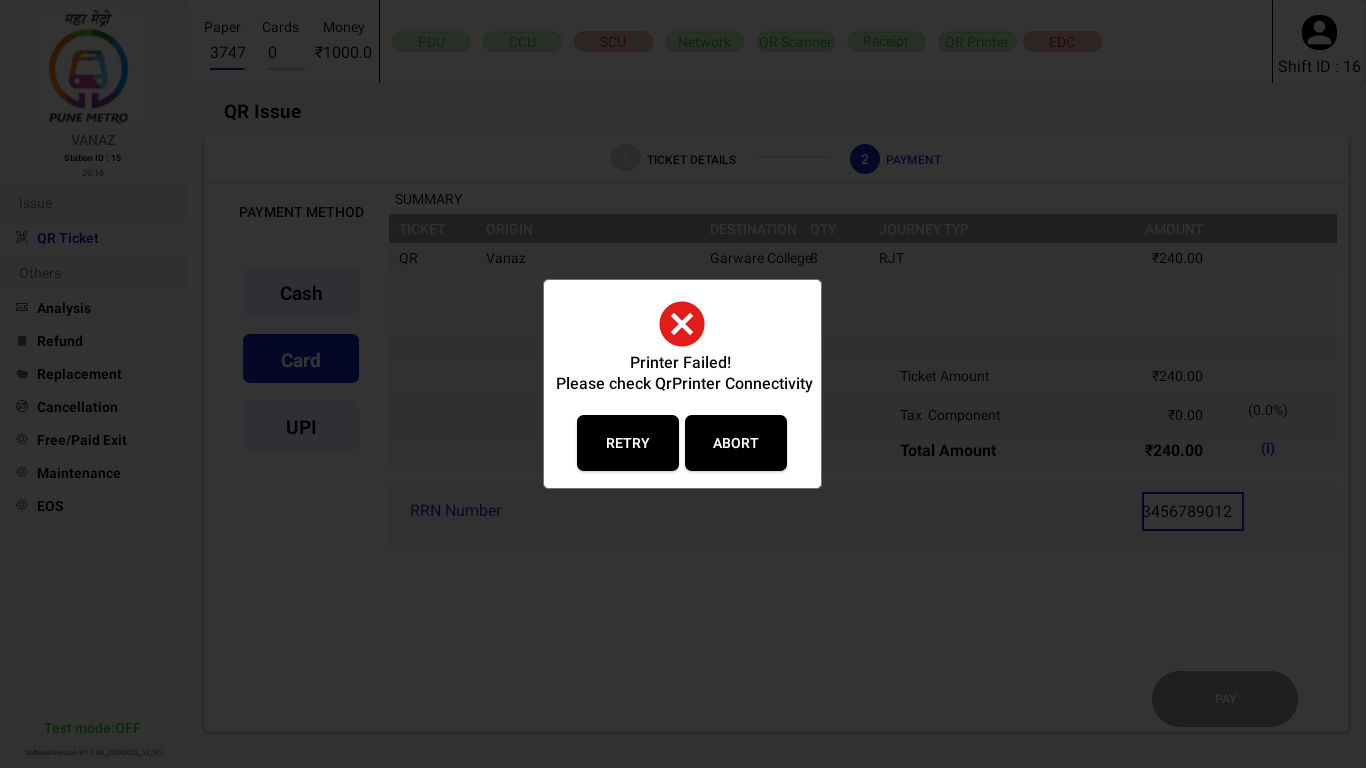 महा मेट्रो
PUNE METRO
VANAZ
Station ID : 15
20:16
Issue
QR Ticket
Others
Analysis
Refund
Replacement
Cancellation
Free/Paid Exit
Maintenance
EOS
Test mode:OFF
Paper Cards Money
3747 0 ₹1000.0
PDU CCU SCU Network QR Scanner Receipt QR Printer EDC
Shift ID : 16
QR Issue
1 TICKET DETAILS 2 PAYMENT
PAYMENT METHOD
Cash
Card
UPI
SUMMARY
TICKET ORIGIN DESTINATION QTY JOURNEY TYP AMOUNT
QR Vanaz Garware College 8 RJT ₹240.00
Printer Failed!
Please check QrPrinter Connectivity
RETRY ABORT
Ticket Amount ₹240.00
Tax Component ₹0.00 (0.0%)
Total Amount ₹240.00 (i)
RRN Number 3456789012
PAY